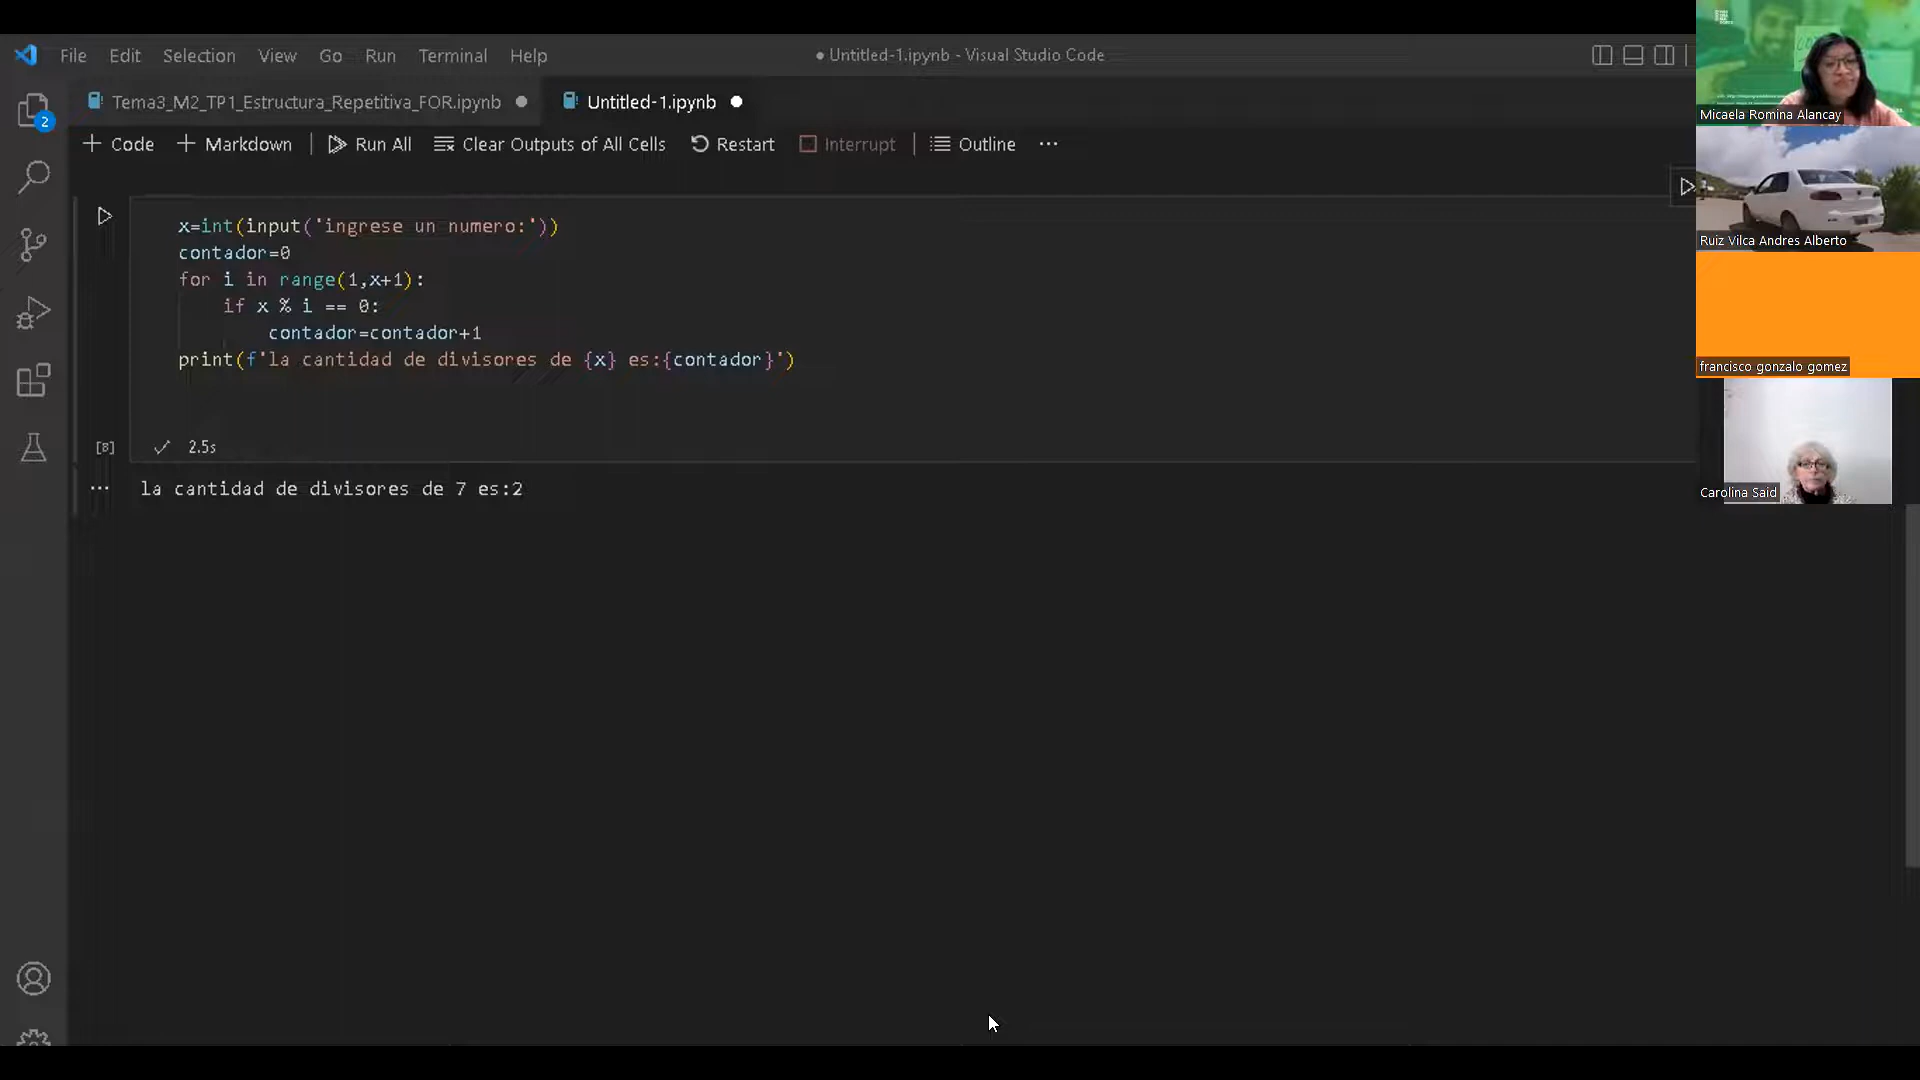 File Edit Selection View Go Run Terminal Help
● Untitled-1.ipynb - Visual Studio Code
Tema3_M2_TP1_Estructura_Repetitiva_FOR.ipynb ● Untitled-1.ipynb ●
+ Code + Markdown Run All Clear Outputs of All Cells Restart Interrupt Outline ...
2
x=int(input('ingrese un numero:'))
contador=0
for i in range(1,x+1):
    if x % i == 0:
        contador=contador+1
print(f'la cantidad de divisores de {x} es:{contador}')
[8] ✓ 2.5s
... la cantidad de divisores de 7 es:2
Micaela Romina Alancay
Ruiz Vilca Andres Alberto
francisco gonzalo gomez
Carolina Said